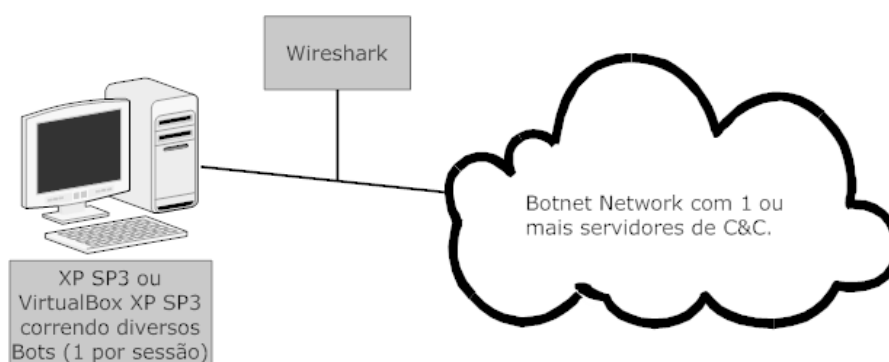 Wireshark
Botnet Network com 1 ou
mais servidores de C&C.
XP SP3 ou
VirtualBox XP SP3
correndo diversos
Bots (1 por sessão)